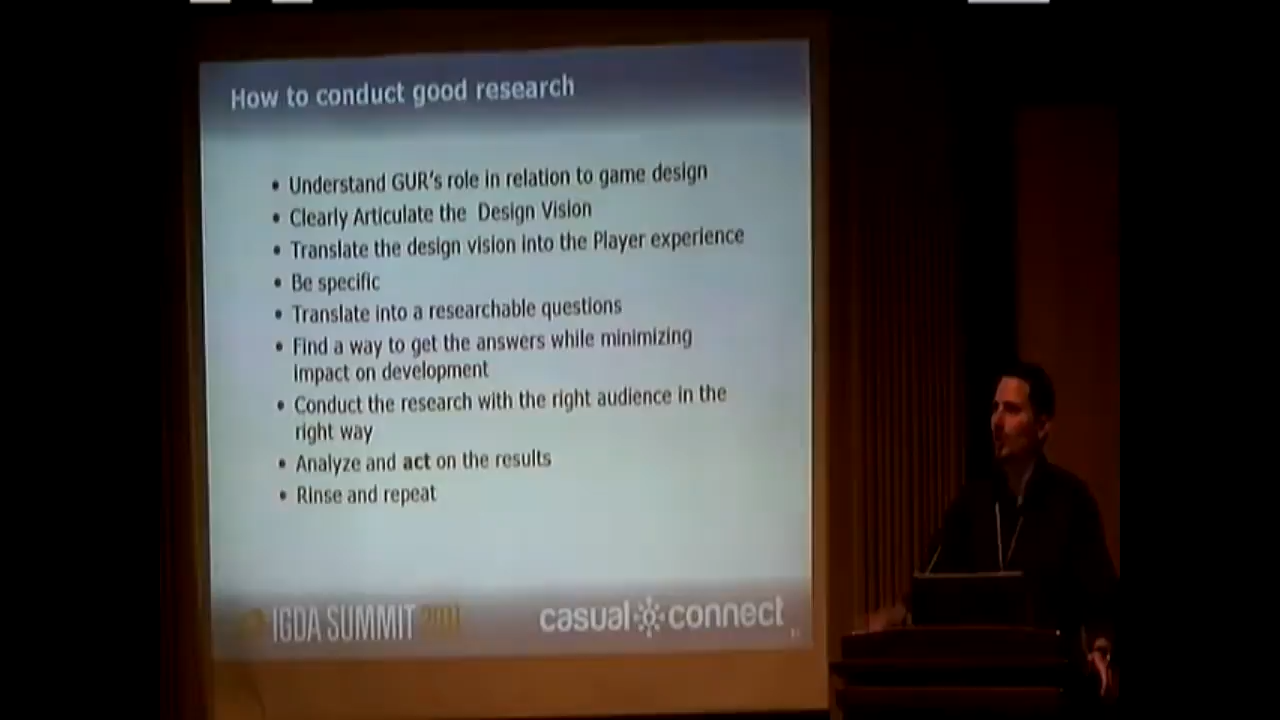 How to conduct good research
• Understand GUR's role in relation to game design
• Clearly Articulate the Design Vision
• Translate the design vision into the Player experience
• Be specific
• Translate into a researchable questions
• Find a way to get the answers while minimizing
impact on development
• Conduct the research with the right audience in the
right way
• Analyze and act on the results
• Rinse and repeat
IGDA SUMMIT 2011
casual connect